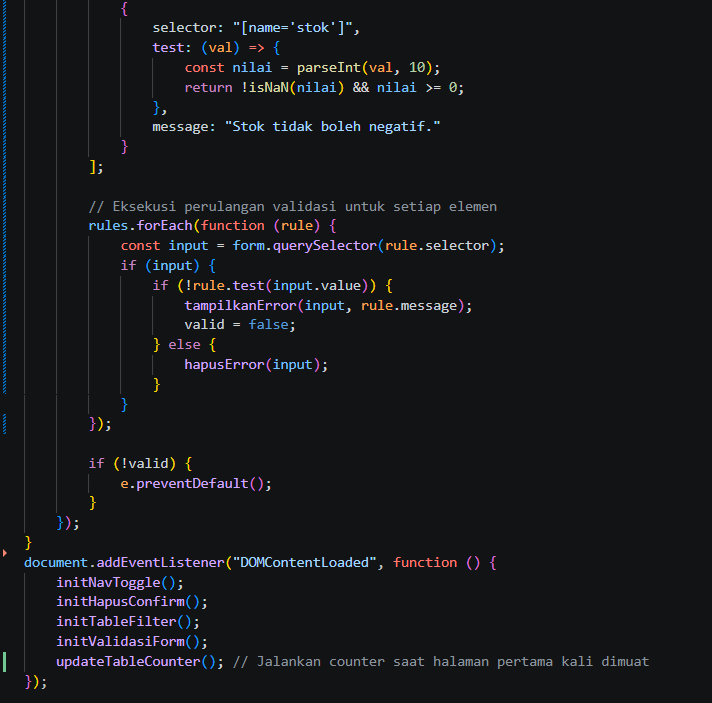 {
selector: "[name='stok']",
test: (val) => {
const nilai = parseInt(val, 10);
return !isNaN(nilai) && nilai >= 0;
},
message: "Stok tidak boleh negatif."
}
];
// Eksekusi perulangan validasi untuk setiap elemen
rules.forEach(function (rule) {
const input = form.querySelector(rule.selector);
if (input) {
if (!rule.test(input.value)) {
tampilkanError(input, rule.message);
valid = false;
} else {
hapusError(input);
}
}
});
if (!valid) {
e.preventDefault();
}
});
}
document.addEventListener("DOMContentLoaded", function () {
initNavToggle();
initHapusConfirm();
initTableFilter();
initValidasiForm();
updateTableCounter(); // Jalankan counter saat halaman pertama kali dimuat
});